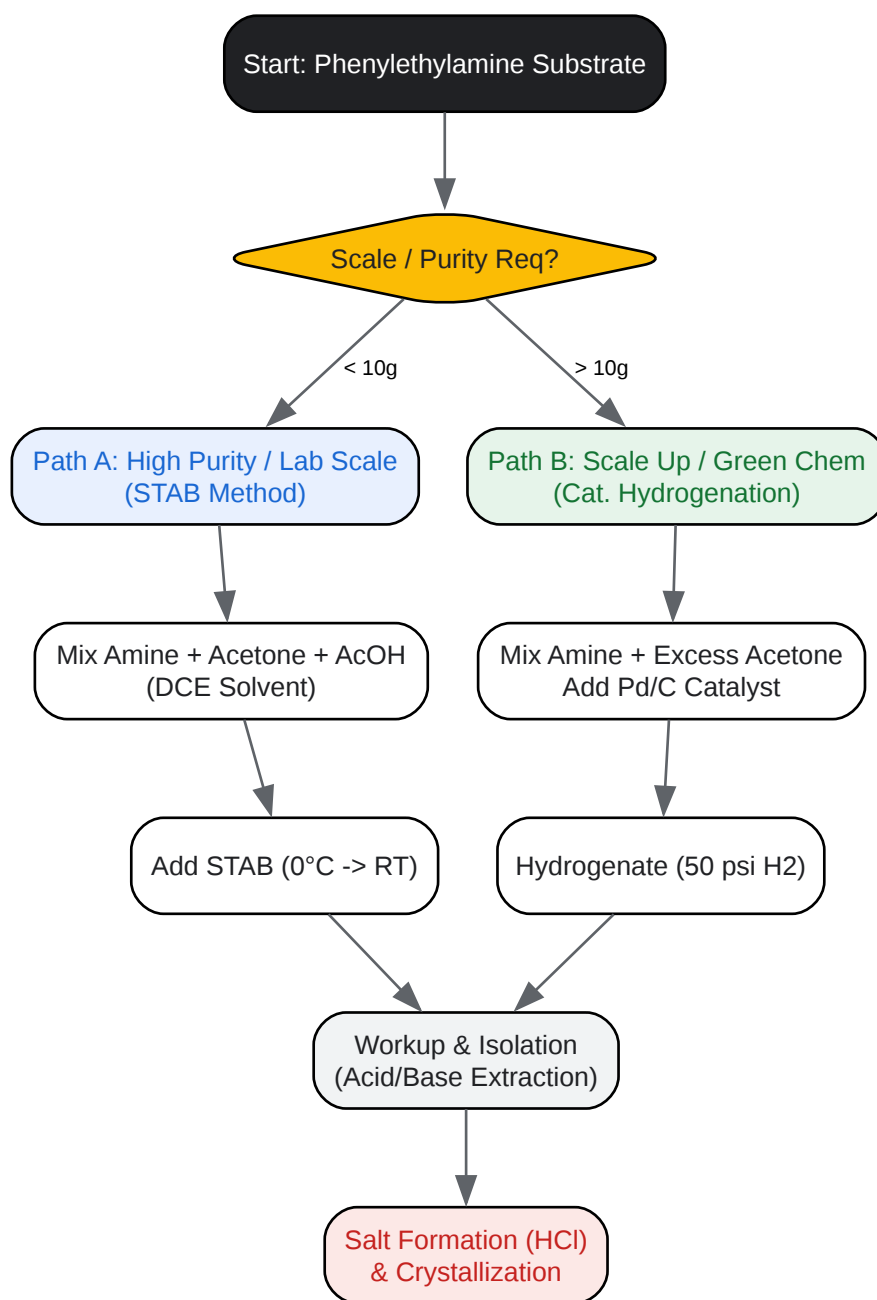 Start: Phenylethylamine Substrate
Scale / Purity Req?
< 10g
> 10g
Path A: High Purity / Lab Scale
(STAB Method)
Path B: Scale Up / Green Chem
(Cat. Hydrogenation)
Mix Amine + Acetone + AcOH
(DCE Solvent)
Mix Amine + Excess Acetone
Add Pd/C Catalyst
Add STAB (0°C -> RT)
Hydrogenate (50 psi H2)
Workup & Isolation
(Acid/Base Extraction)
Salt Formation (HCl)
& Crystallization